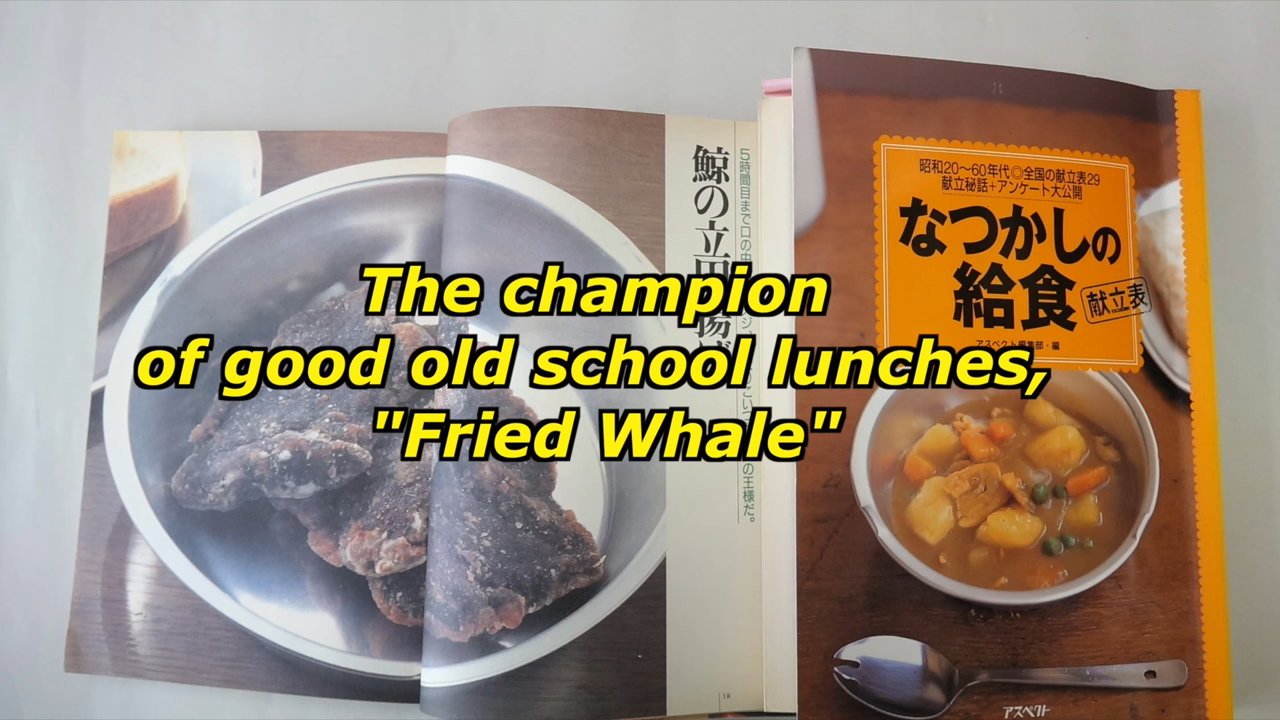 The champion
of good old school lunches,
"Fried Whale"
鯨の立田揚げ
5時間目まで口の中
の王様だ。
18
昭和20〜60年代◎全国の献立表29
献立秘話+アンケート大公開
なつかしの
給食
献立表
アスペクト編集部・編
アスペクト